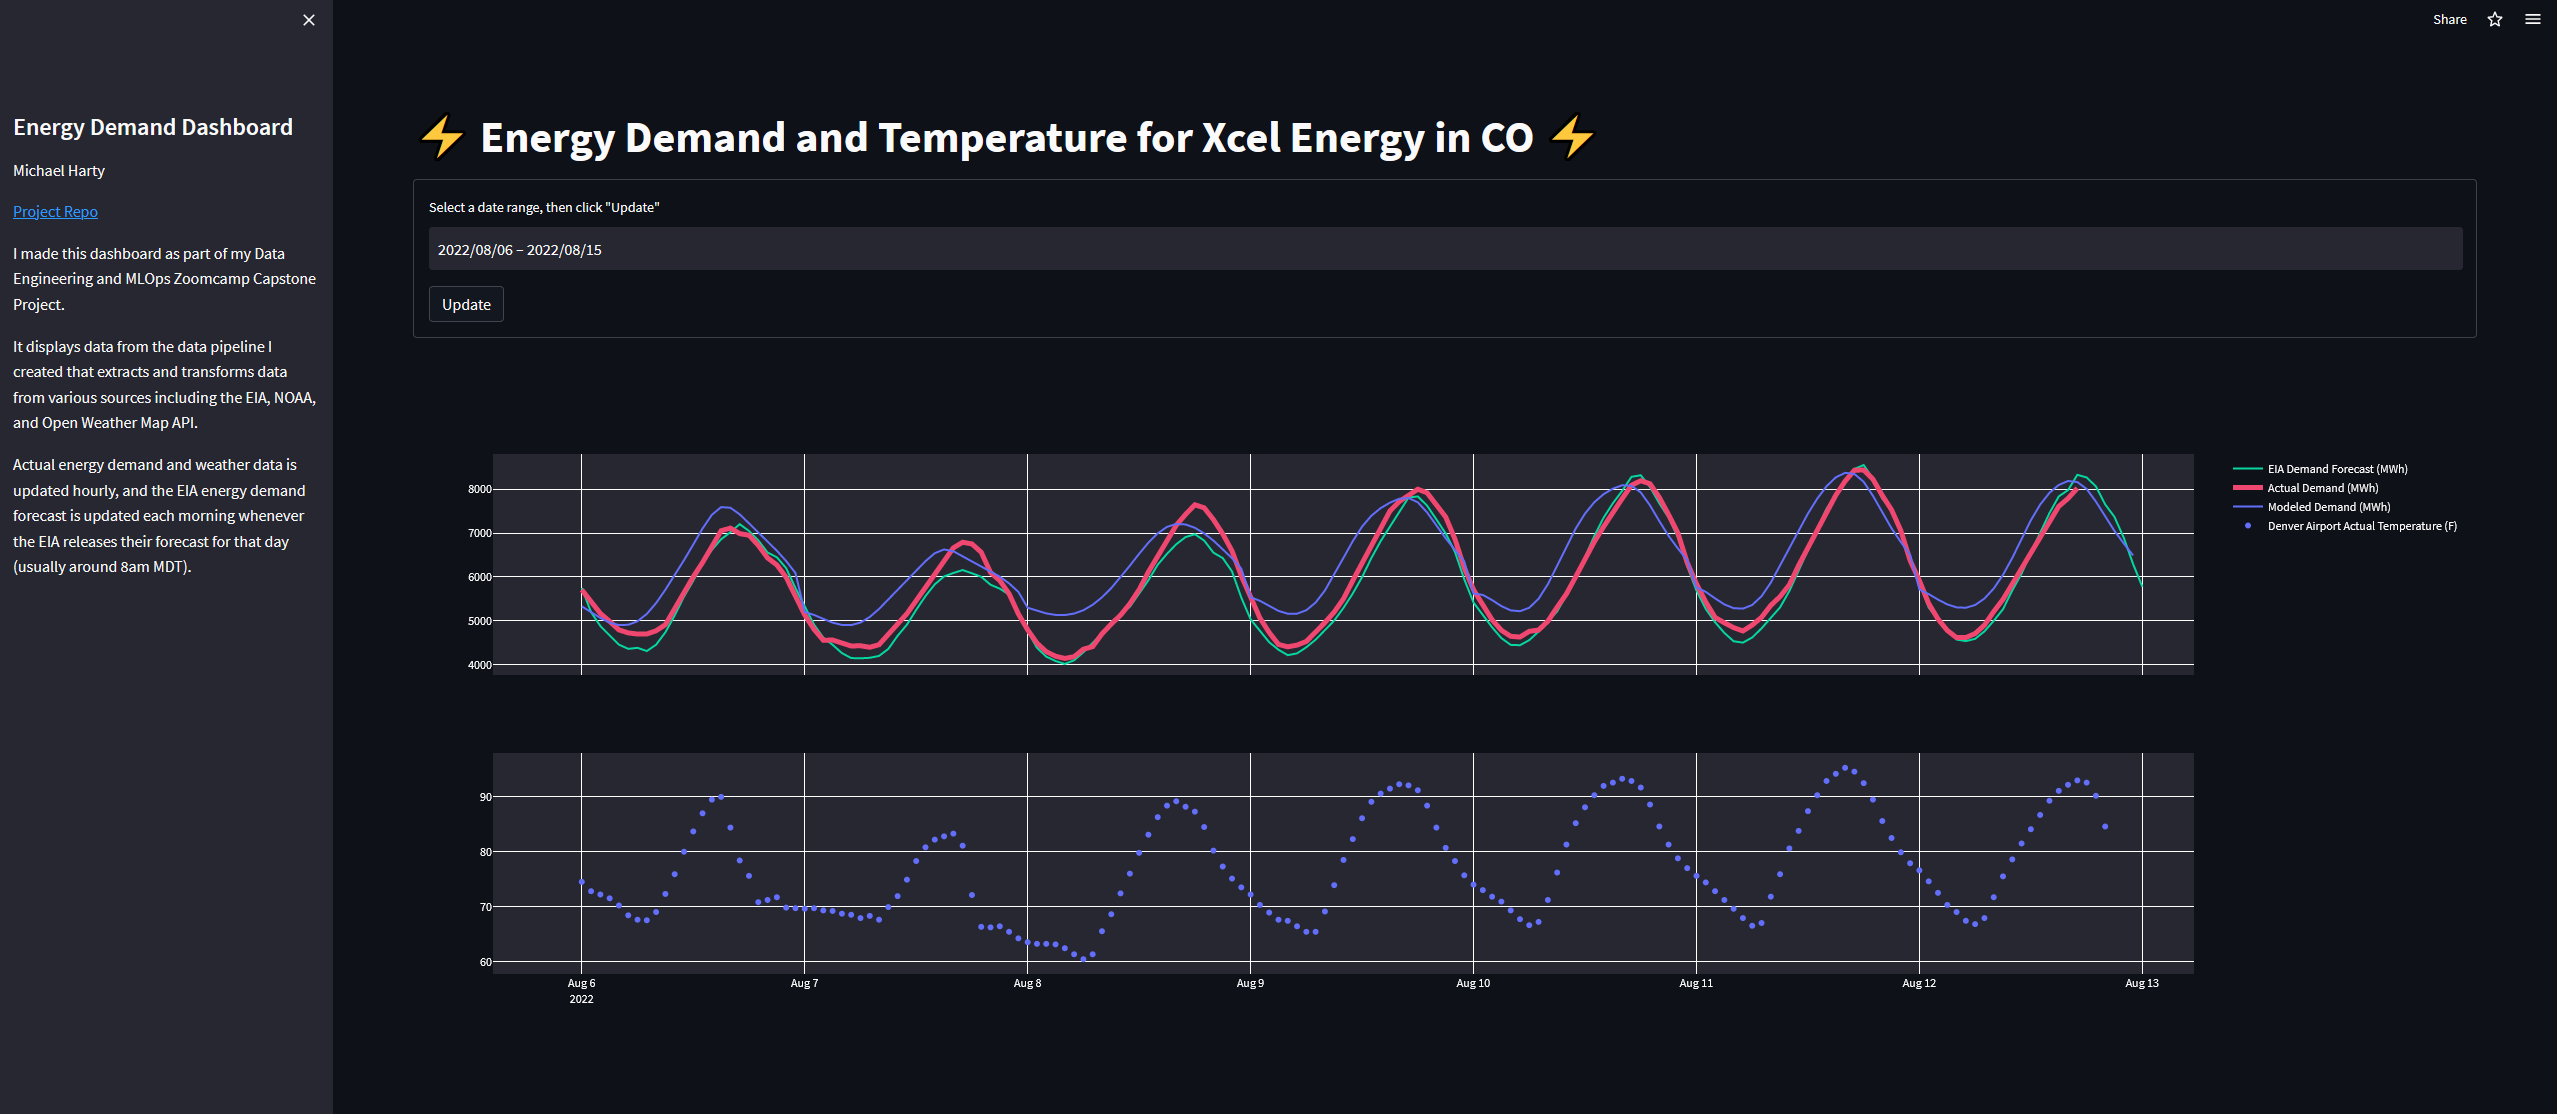 Share
Energy Demand Dashboard
Michael Harty
Project Repo
I made this dashboard as part of my Data
Engineering and MLOps Zoomcamp Capstone
Project.
It displays data from the data pipeline I
created that extracts and transforms data
from various sources including the EIA, NOAA,
and Open Weather Map API.
Actual energy demand and weather data is
updated hourly, and the EIA energy demand
forecast is updated each morning whenever
the EIA releases their forecast for that day
(usually around 8am MDT).
⚡ Energy Demand and Temperature for Xcel Energy in CO ⚡
Select a date range, then click "Update"
2022/08/06 – 2022/08/15
Update
8000
7000
6000
5000
4000
EIA Demand Forecast (MWh)
Actual Demand (MWh)
Modeled Demand (MWh)
Denver Airport Actual Temperature (F)
90
80
70
60
Aug 6 Aug 7 Aug 8 Aug 9 Aug 10 Aug 11 Aug 12 Aug 13
2022